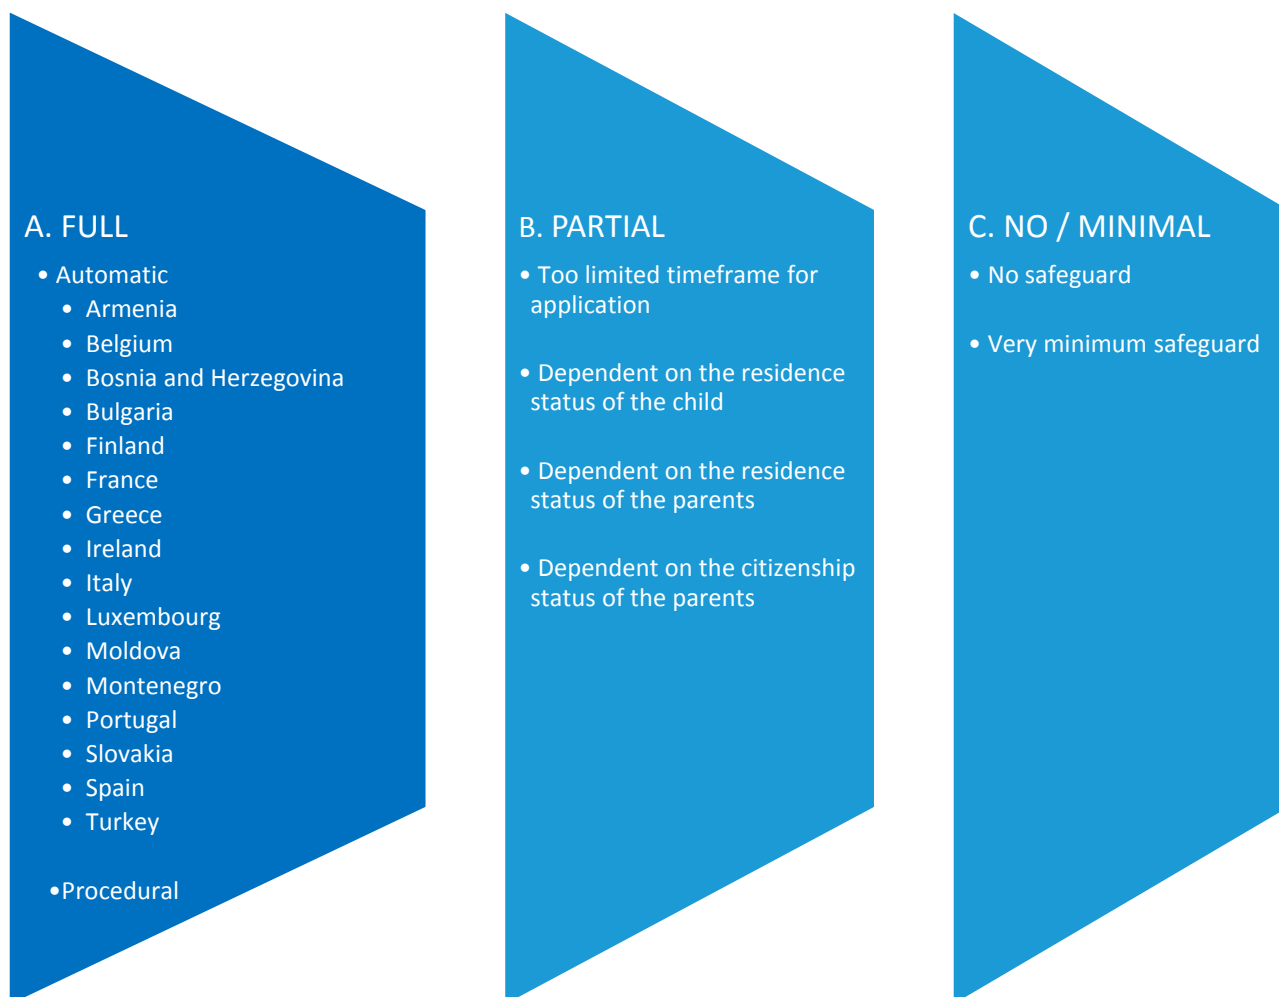 A. FULL
• Automatic
• Armenia
• Belgium
• Bosnia and Herzegovina
• Bulgaria
• Finland
• France
• Greece
• Ireland
• Italy
• Luxembourg
• Moldova
• Montenegro
• Portugal
• Slovakia
• Spain
• Turkey
•Procedural
B. PARTIAL
• Too limited timeframe for
application
• Dependent on the residence
status of the child
• Dependent on the residence
status of the parents
• Dependent on the citizenship
status of the parents
C. NO / MINIMAL
• No safeguard
• Very minimum safeguard